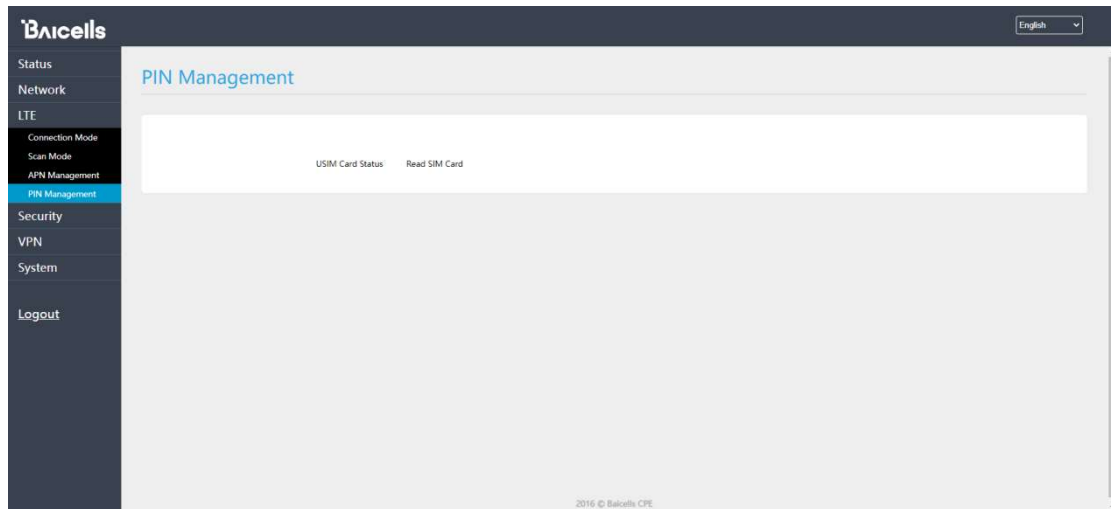 Baicells
English
Status
Network
LTE
Connection Mode
Scan Mode
APN Management
PIN Management
Security
VPN
System
Logout
PIN Management
USIM Card Status Read SIM Card
2016 © Baicells CPE